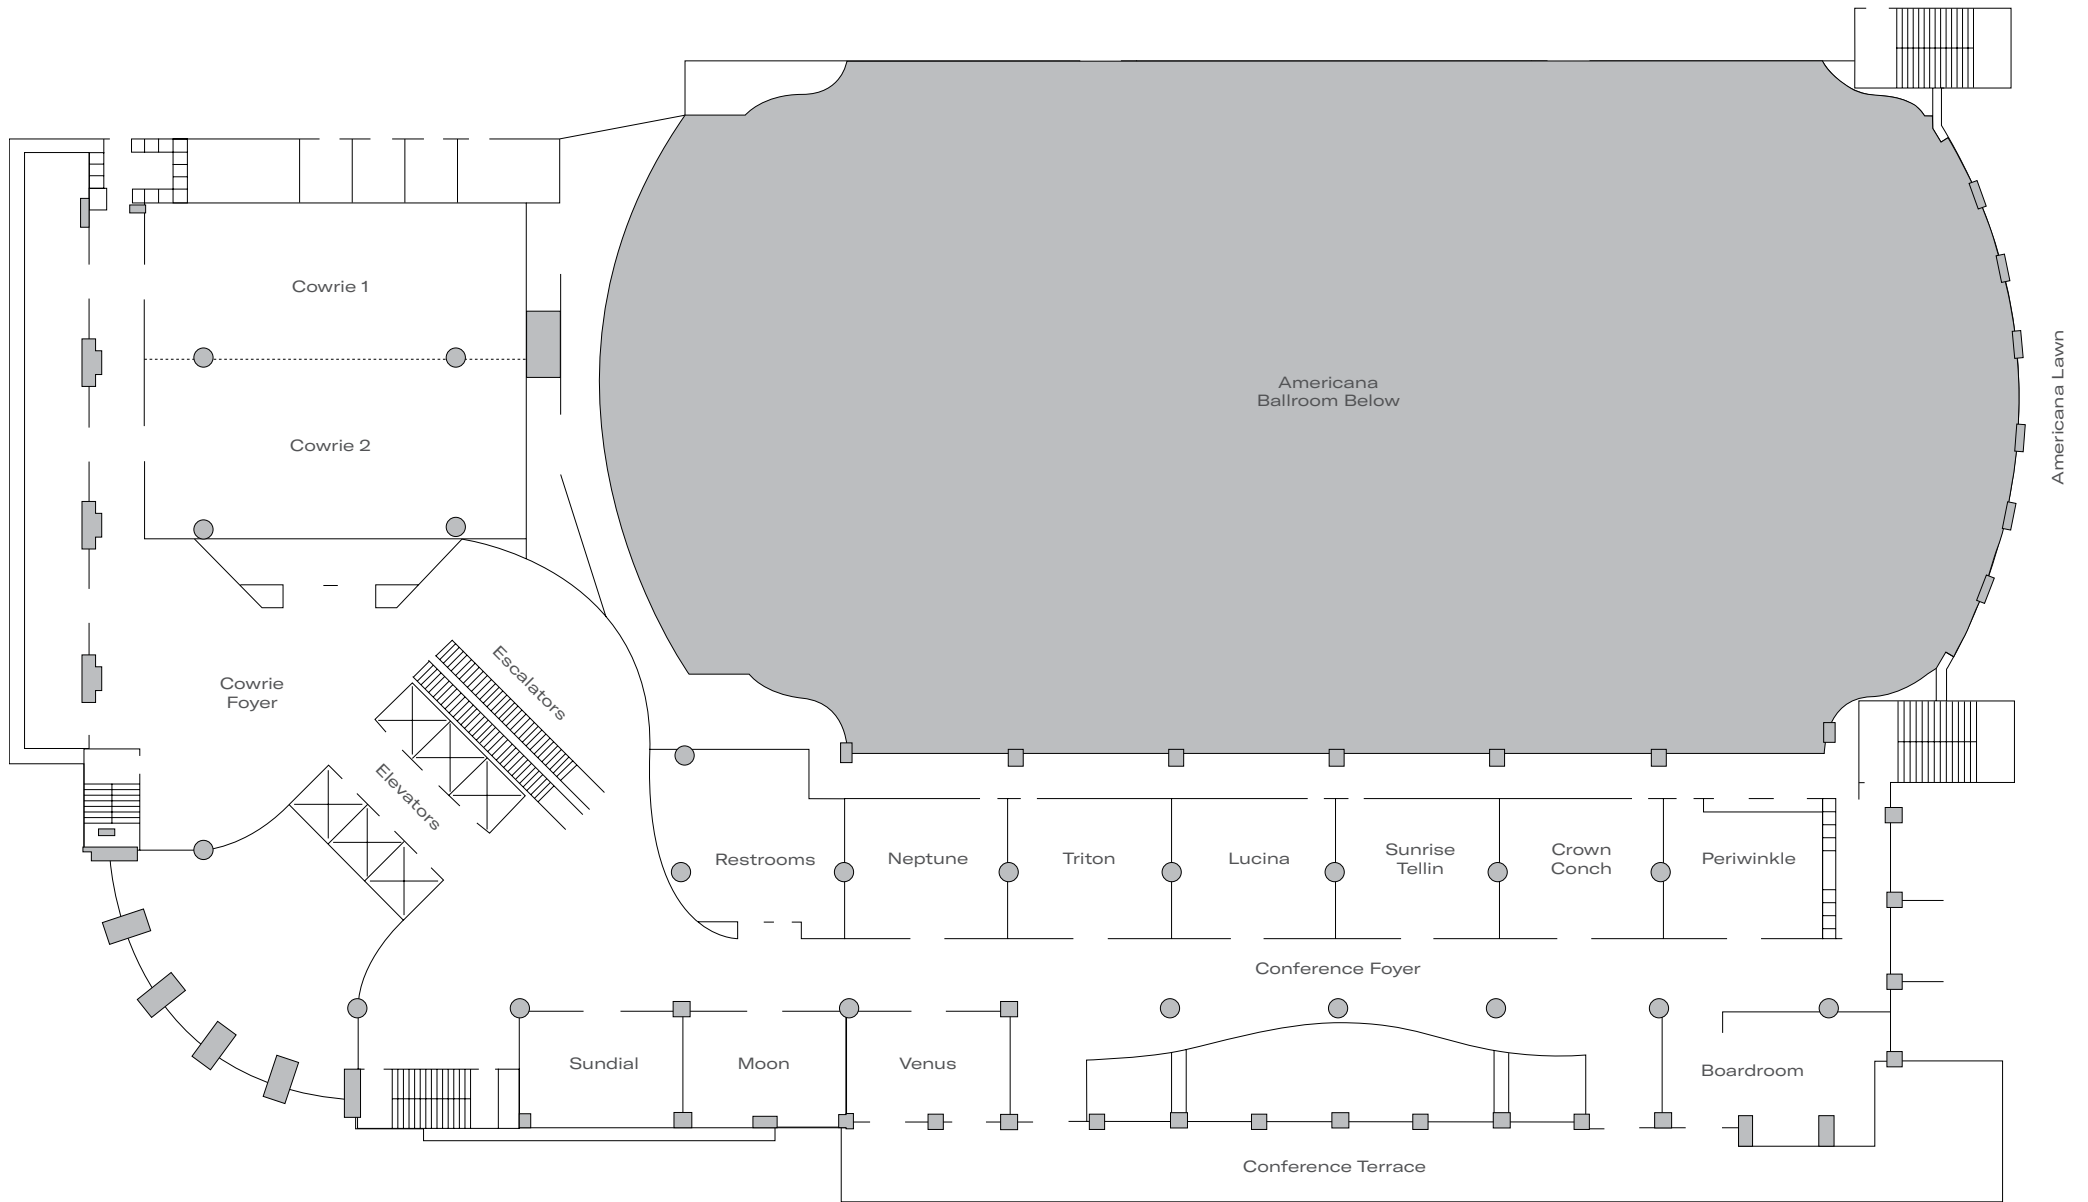 Cowrie 1
Cowrie 2
Americana
Ballroom Below
Americana Lawn
Cowrie
Foyer
Escalators
Elevators
Restrooms
Neptune
Triton
Lucina
Sunrise
Tellin
Crown
Conch
Periwinkle
Conference Foyer
Sundial
Moon
Venus
Boardroom
Conference Terrace